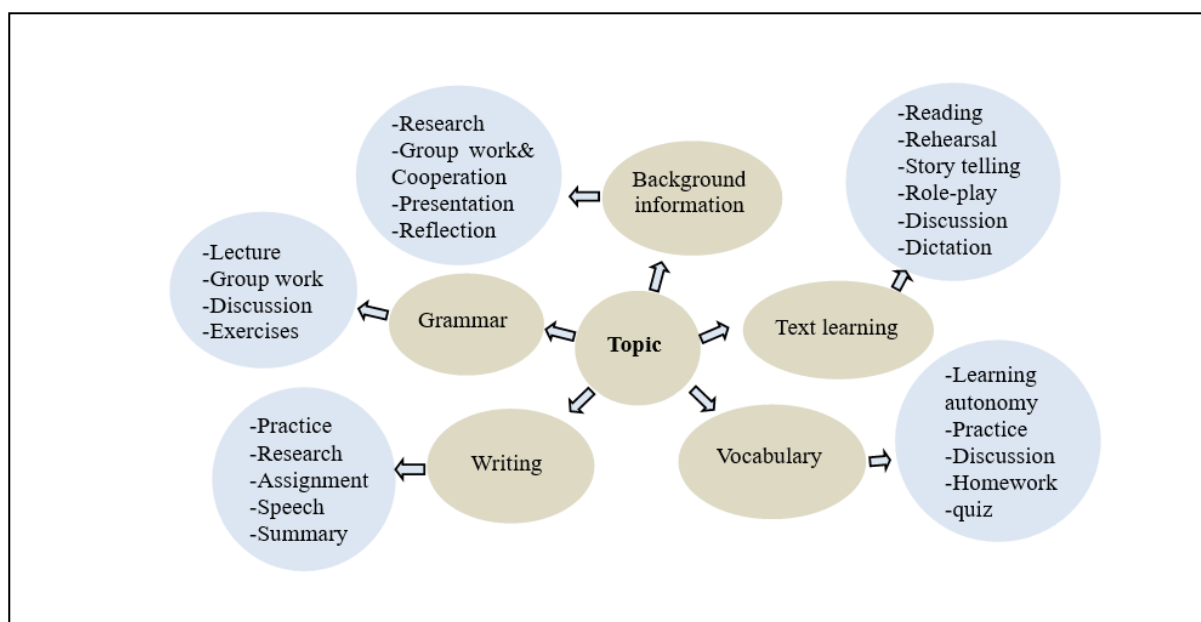 -Research
-Group work&
Cooperation
-Presentation
-Reflection
Background
information
-Reading
-Rehearsal
-Story telling
-Role-play
-Discussion
-Dictation
-Lecture
-Group work
-Discussion
-Exercises
Grammar
Topic
Text learning
-Practice
-Research
-Assignment
-Speech
-Summary
Writing
Vocabulary
-Learning
autonomy
-Practice
-Discussion
-Homework
-quiz